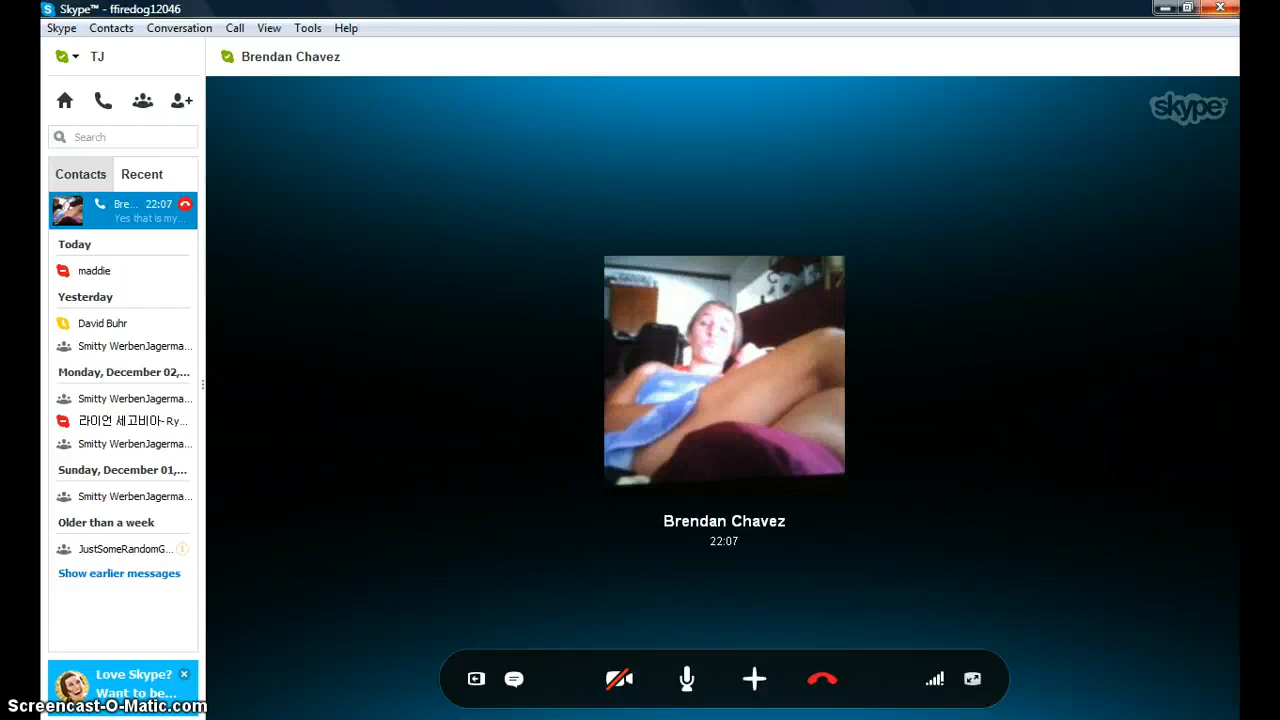 Skype™ - ffiredog12046
Skype Contacts Conversation Call View Tools Help
TJ
Brendan Chavez
skype
Search
Contacts Recent
Bre... 22:07
Yes that is my...
Today
maddie
Yesterday
David Buhr
Smitty WerbenJagerma...
Monday, December 02,...
Smitty WerbenJagerma...
라이언 세고비아- Ry...
Smitty WerbenJagerma...
Sunday, December 01,...
Smitty WerbenJagerma...
Older than a week
JustSomeRandomG... 1
Show earlier messages
Brendan Chavez
22:07
Love Skype?
Want to be...
Screencast-O-Matic.com